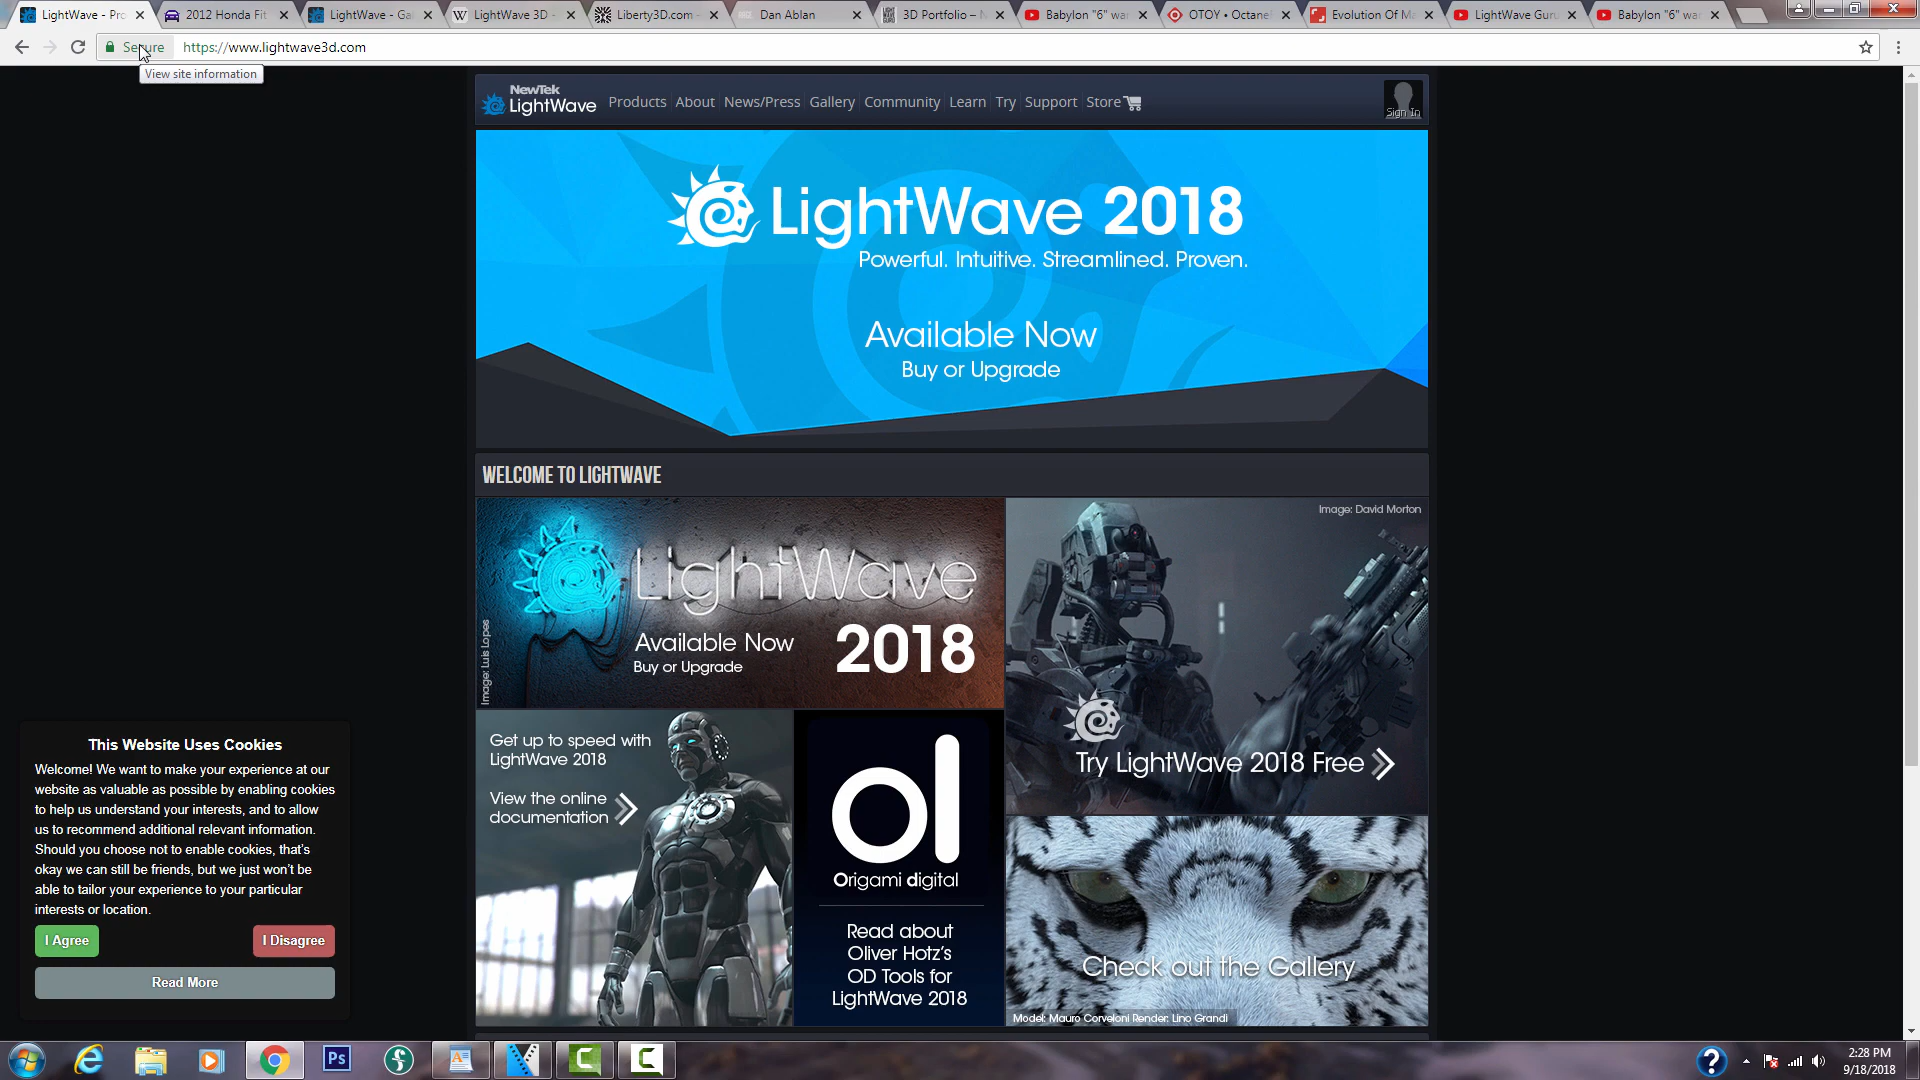 LightWave - Pro
2012 Honda Fit
LightWave - Ga
LightWave 3D -
Liberty3D.com -
Dan Ablan
3D Portfolio –
Babylon "6" wa
OTOY • Octane
Evolution Of M
LightWave Guru
Babylon "6" wa
Secure
https://www.lightwave3d.com
View site information
NewTek
LightWave
Products About News/Press Gallery Community Learn Try Support Store
Sign In
LightWave 2018
Powerful. Intuitive. Streamlined. Proven.
Available Now
Buy or Upgrade
WELCOME TO LIGHTWAVE
LightWave
Available Now
Buy or Upgrade
2018
Image: Luis Lopes
Image: David Morton
Try LightWave 2018 Free
Get up to speed with
LightWave 2018
View the online
documentation
od
Origami digital
Read about
Oliver Hotz's
OD Tools for
LightWave 2018
Check out the Gallery
Model: Mauro Corveloni Render: Lino Grandi
This Website Uses Cookies
Welcome! We want to make your experience at our
website as valuable as possible by enabling cookies
to help us understand your interests, and to allow
us to recommend additional relevant information.
Should you choose not to enable cookies, that's
okay we can still be friends, but we just won't be
able to tailor your experience to your particular
interests or location.
I Agree
I Disagree
Read More
Ps
2:28 PM
9/18/2018